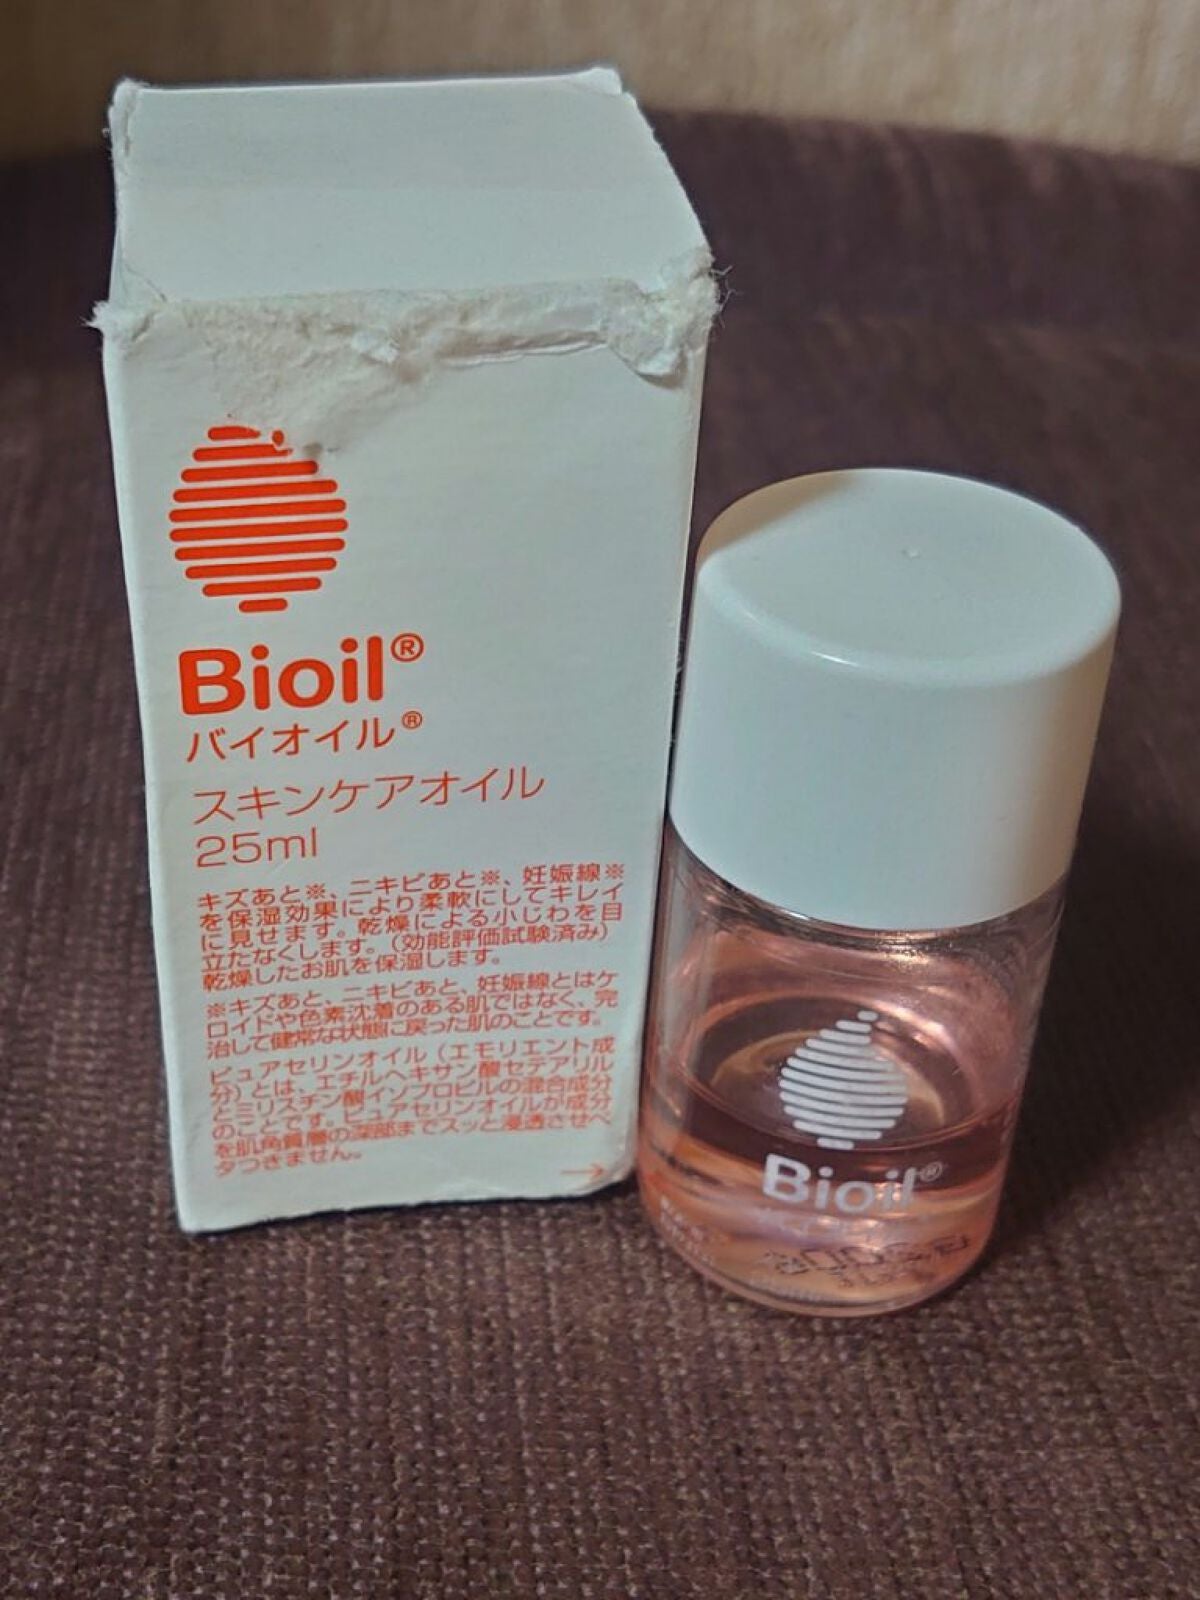 Bioil®
バイオイル®
スキンケアオイル
25ml
キズあと※、ニキビあと※、妊娠線※
を保湿効果により柔軟にしてキレイ
に見せます。乾燥による小じわを目
立たなくします。(効能評価試験済み)
乾燥したお肌を保湿します。
※キズあと、ニキビあと、妊娠線とはケ
ロイドや色素沈着のある肌ではなく、完
治して健常な状態に戻った肌のことです。
ピュアセリンオイル(エモリエント成
分)とは、エチルヘキサン酸セテアリル
とミリスチン酸イソプロピルの混合成分
のことです。ピュアセリンオイルが成分
を肌角質層の深部までスッと浸透させベ
タつきません。
→
Bioil®